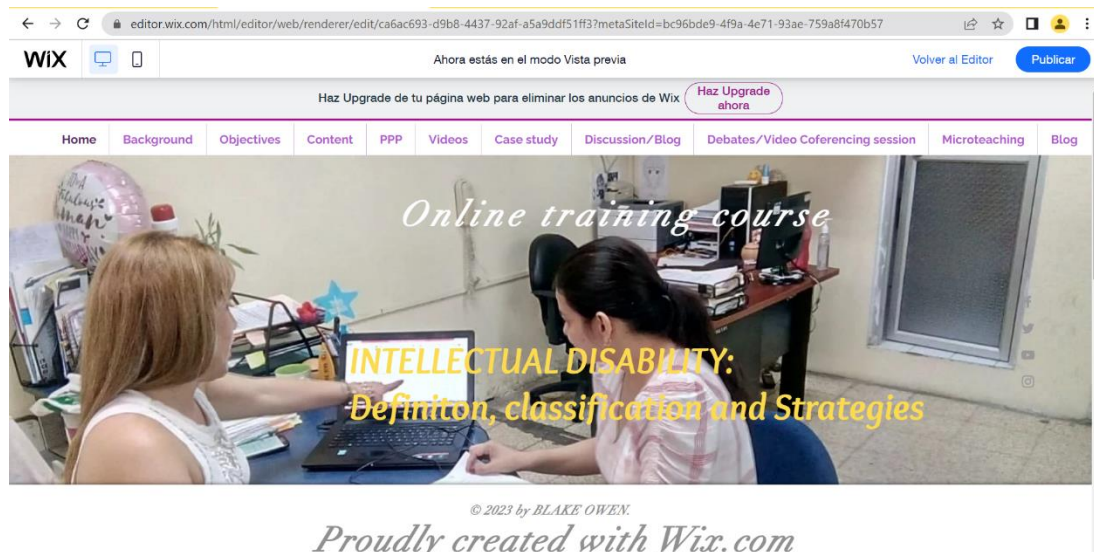 editor.wix.com/html/editor/web/renderer/edit/ca6ac693-d9b8-4437-92af-a5a9ddf51ff3?metaSiteId=bc96bde9-4f9a-4e71-93ae-759a8f470b57
WiX Ahora estás en el modo Vista previa Volver al Editor Publicar
Haz Upgrade de tu página web para eliminar los anuncios de Wix Haz Upgrade
ahora
Home Background Objectives Content PPP Videos Case study Discussion/Blog Debates/Video Coferencing session Microteaching Blog
Online training course
INTELLECTUAL DISABILITY:
Definiton, classification and Strategies
© 2023 by BLAKE OWEN.
Proudly created with Wix.com